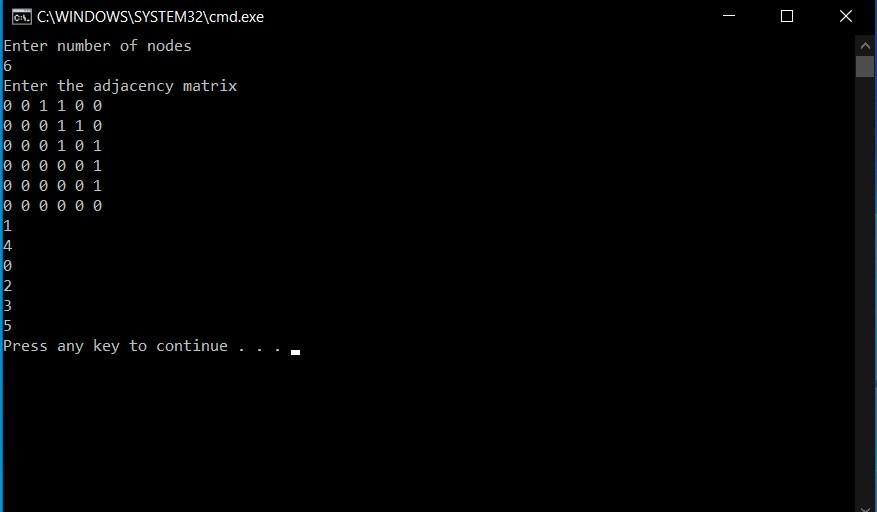 C:\WINDOWS\SYSTEM32\cmd.exe
Enter number of nodes
6
Enter the adjacency matrix
0 0 1 1 0 0
0 0 0 1 1 0
0 0 0 1 0 1
0 0 0 0 0 1
0 0 0 0 0 1
0 0 0 0 0 0
1
4
0
2
3
5
Press any key to continue . . .